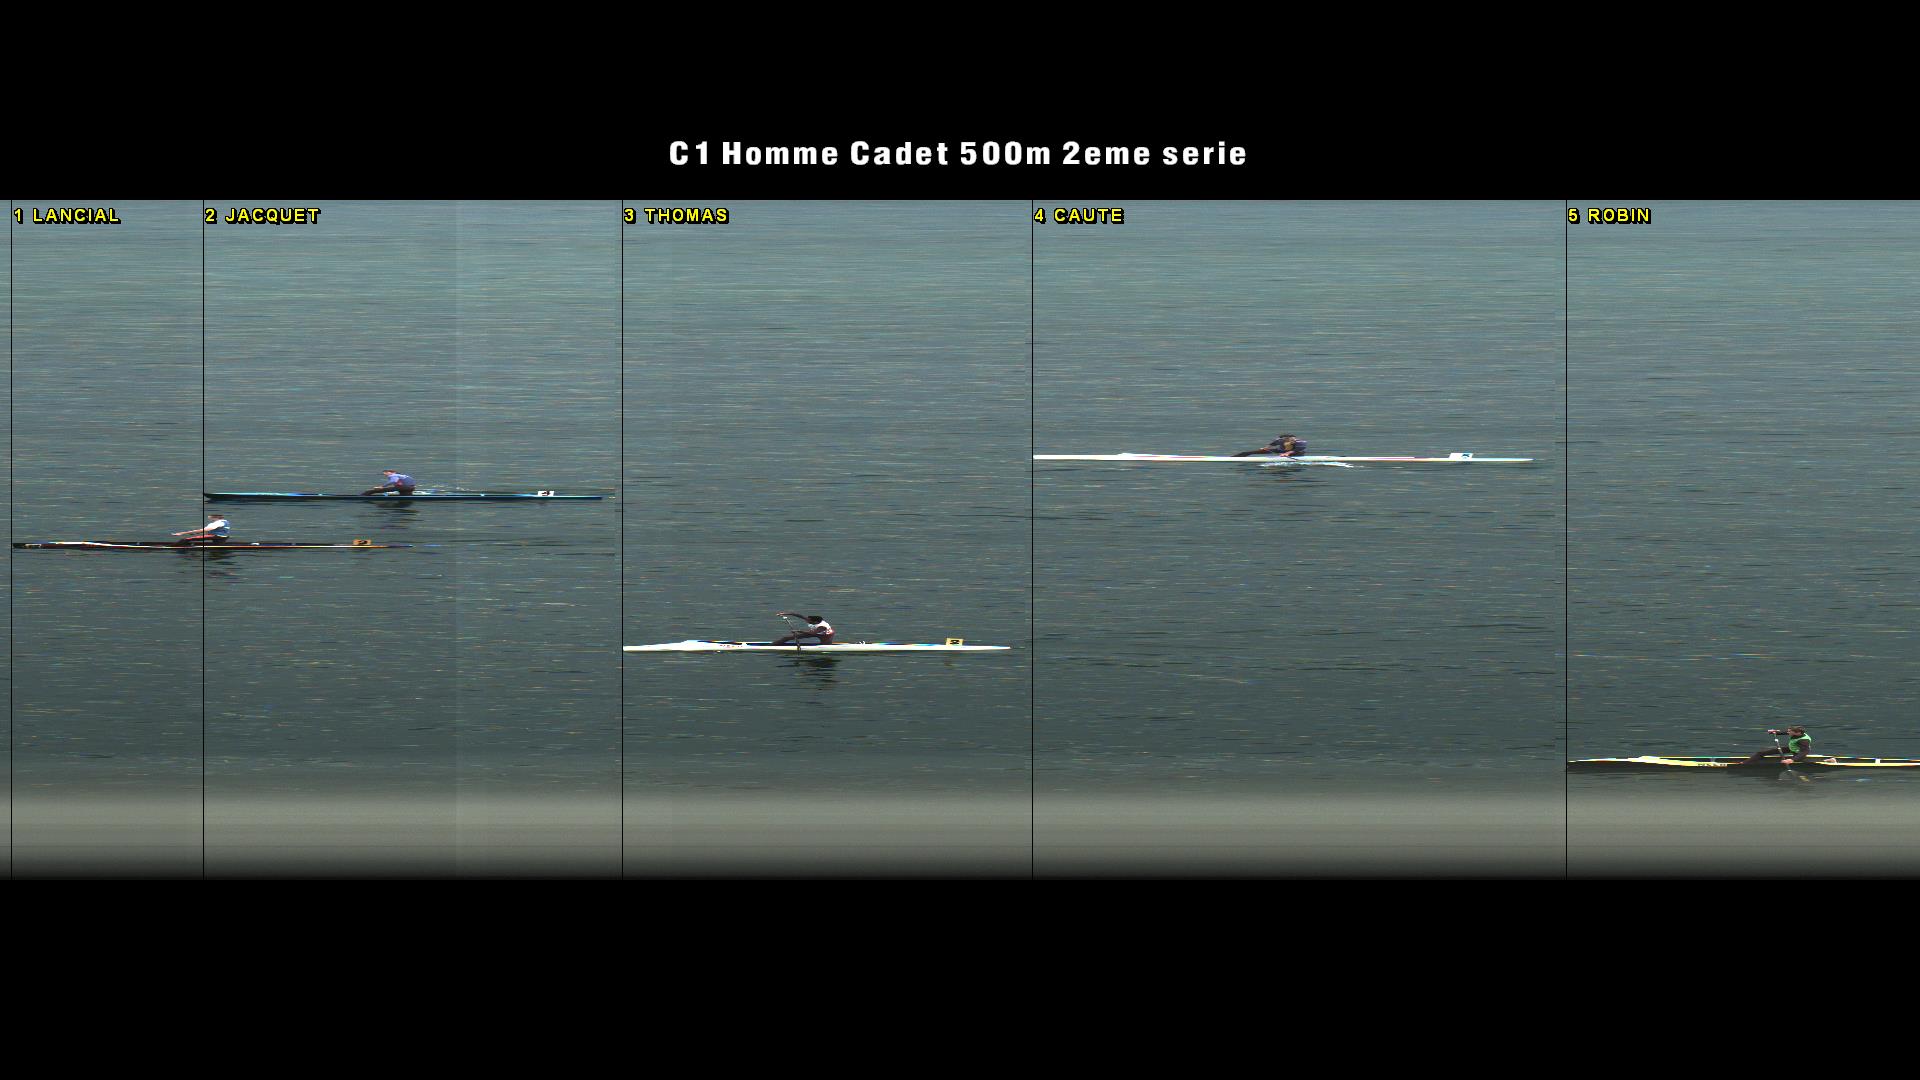 C1 Homme Cadet 500m 2eme serie
1 LANCIAL
2 JACQUET
3 THOMAS
4 CAUTE
5 ROBIN